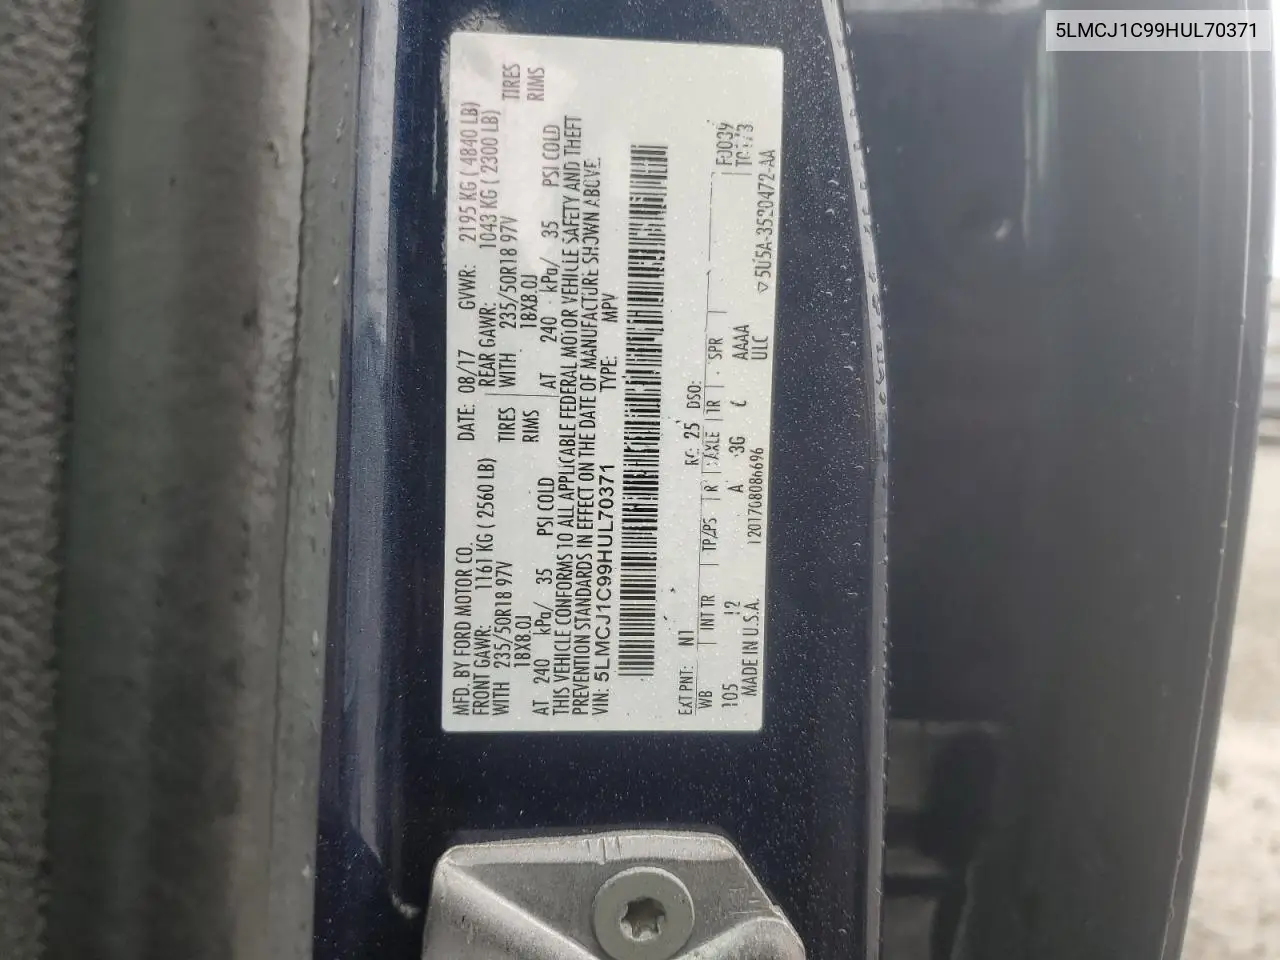 5LMCJ1C99HUL70371
MFD. BY FORD MOTOR CO.
DATE: 08/17 GVWR: 2195 KG ( 4840 LB)
FRONT GAWR: 1161 KG ( 2560 LB) REAR GAWR: 1043 KG ( 2300 LB)
WITH 235/50R18 97V TIRES WITH 235/50R18 97V TIRES
18X8.0J RIMS 18X8.0J RIMS
AT 240 kPa/ 35 PSI COLD AT 240 kPa/ 35 PSI COLD
THIS VEHICLE CONFORMS TO ALL APPLICABLE FEDERAL MOTOR VEHICLE SAFETY AND THEFT
PREVENTION STANDARDS IN EFFECT ON THE DATE OF MANUFACTURE SHOWN ABOVE.
VIN: 5LMCJ1C99HUL70371 TYPE: MPV
EXT PNT: N1 RC: 25 DSO:
WB INT TR TP/PS R AXLE TR SPR
105 12 A 3G C AAAA
MADE IN U.S.A. ULC
1201708086696
▽5U5A-3520472-AA